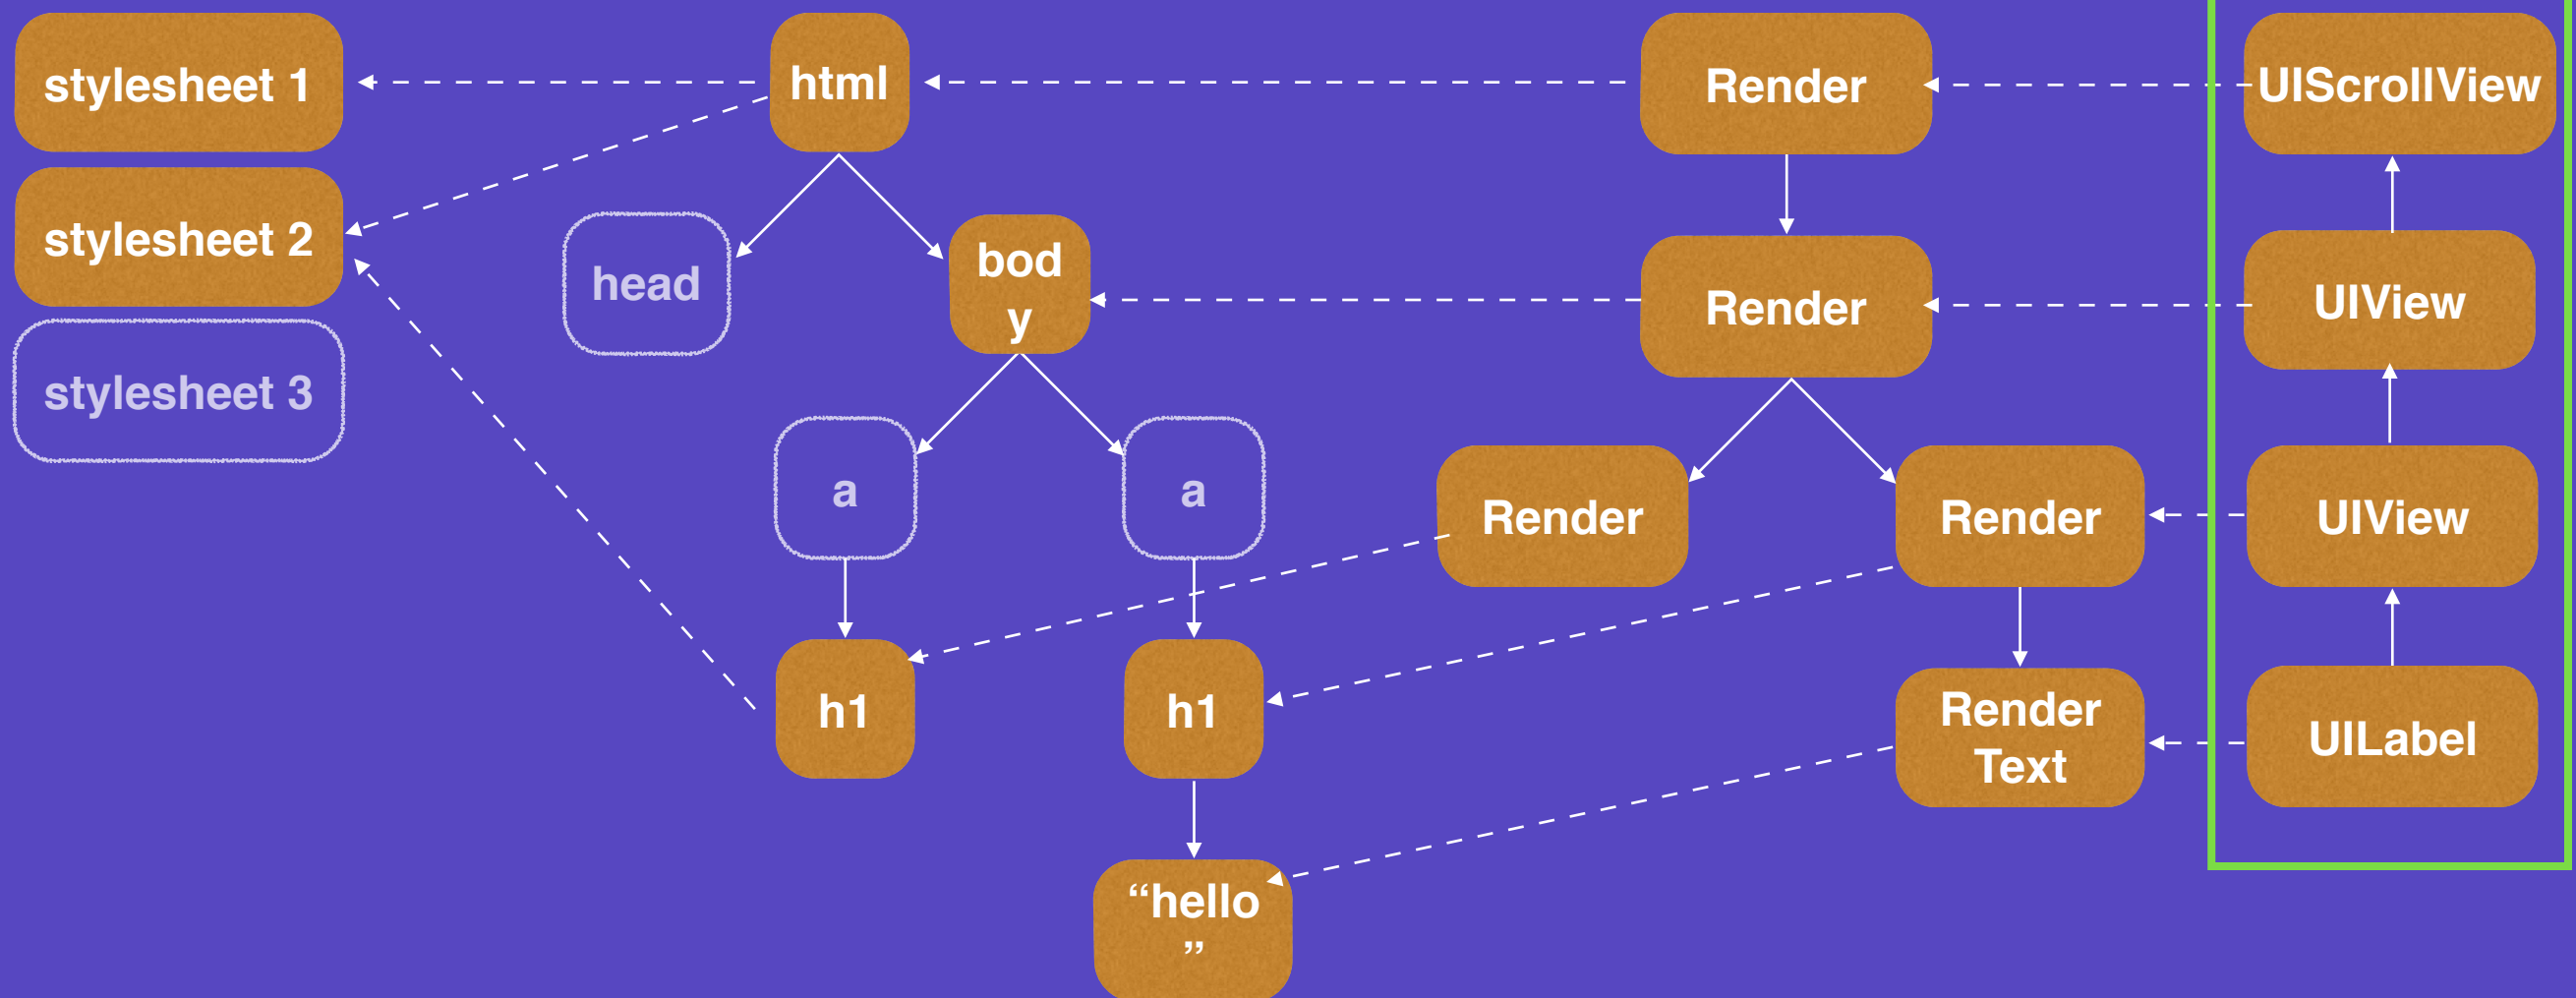 stylesheet 1
html
Render
UIScrollView
stylesheet 2
head
bod
y
Render
UIView
stylesheet 3
a
a
Render
Render
UIView
h1
h1
Render
Text
UILabel
“hello
”